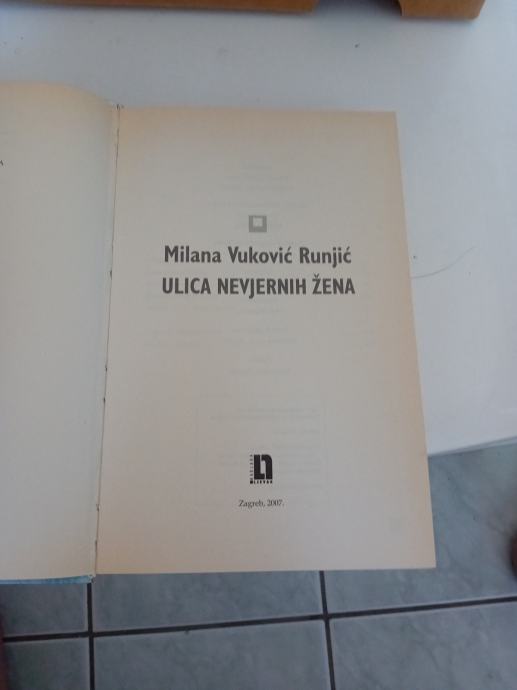 Milana Vuković Runjić
ULICA NEVJERNIH ŽENA
Zagreb, 2007.